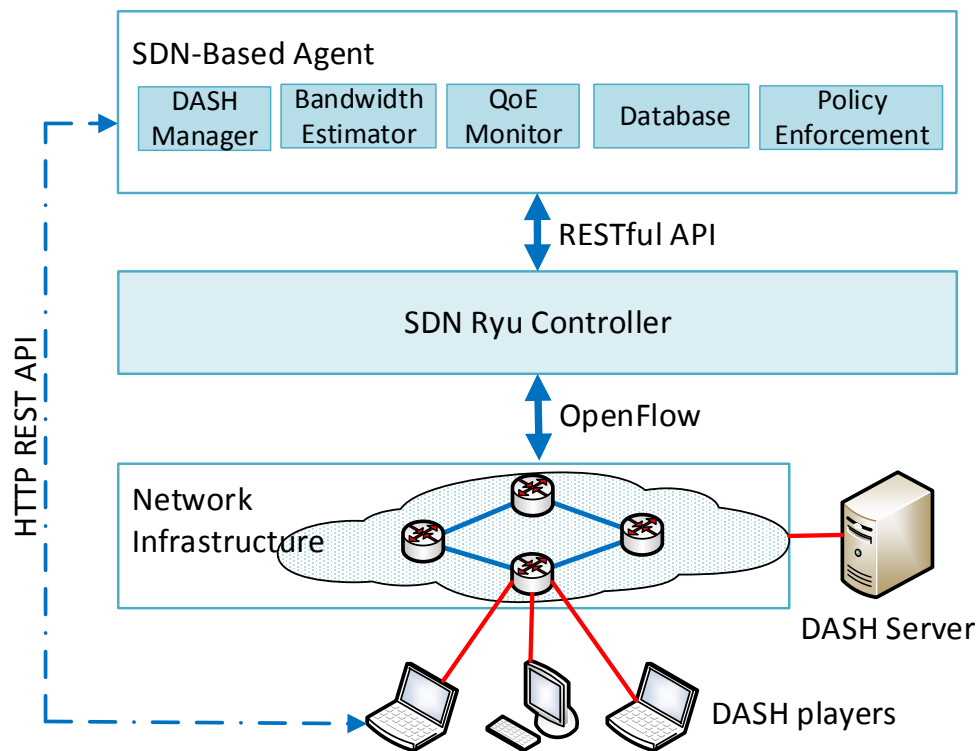 SDN-Based Agent
DASH
Manager
Bandwidth
Estimator
QoE
Monitor
Database
Policy
Enforcement
RESTful API
SDN Ryu Controller
HTTP REST API
OpenFlow
Network
Infrastructure
DASH Server
DASH players